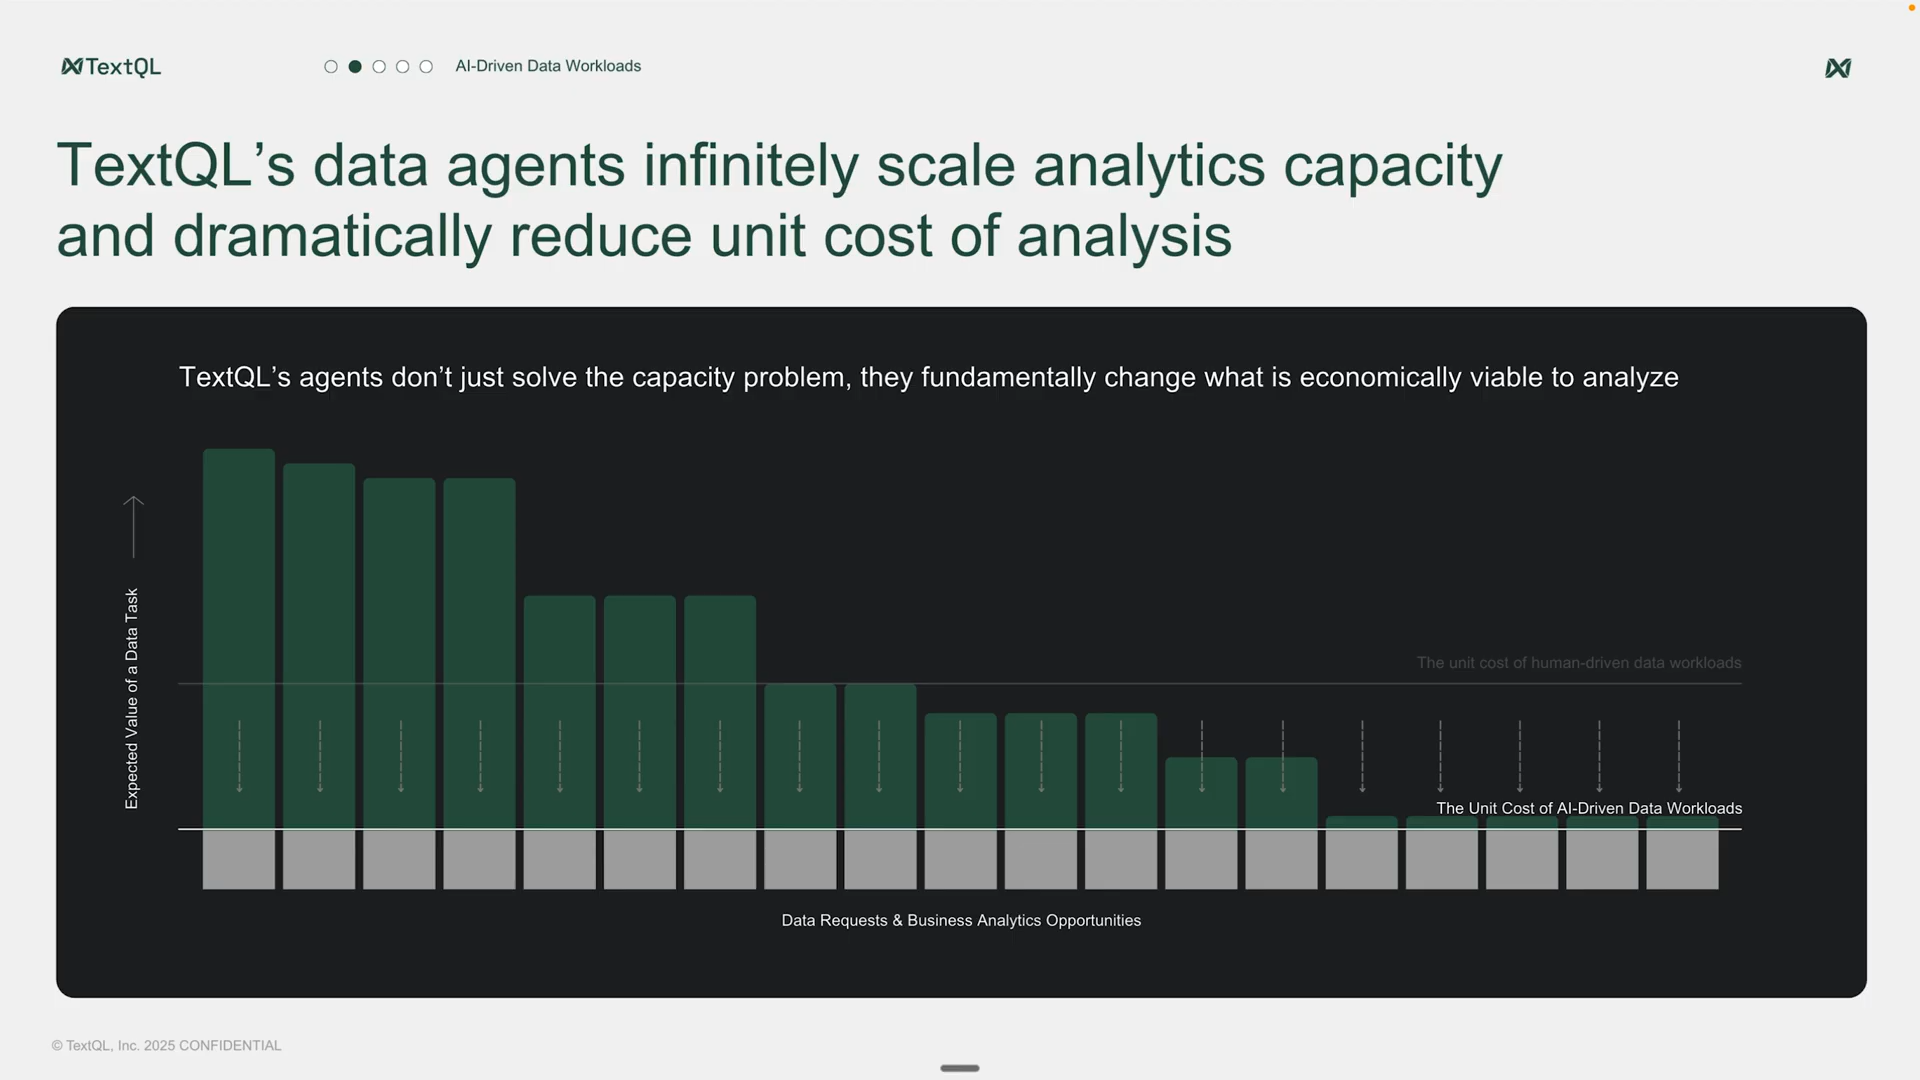 TextQL
AI-Driven Data Workloads
TextQL’s data agents infinitely scale analytics capacity
and dramatically reduce unit cost of analysis
TextQL’s agents don’t just solve the capacity problem, they fundamentally change what is economically viable to analyze
Expected Value of a Data Task
The unit cost of human-driven data workloads
The Unit Cost of AI-Driven Data Workloads
Data Requests & Business Analytics Opportunities
© TextQL, Inc. 2025 CONFIDENTIAL